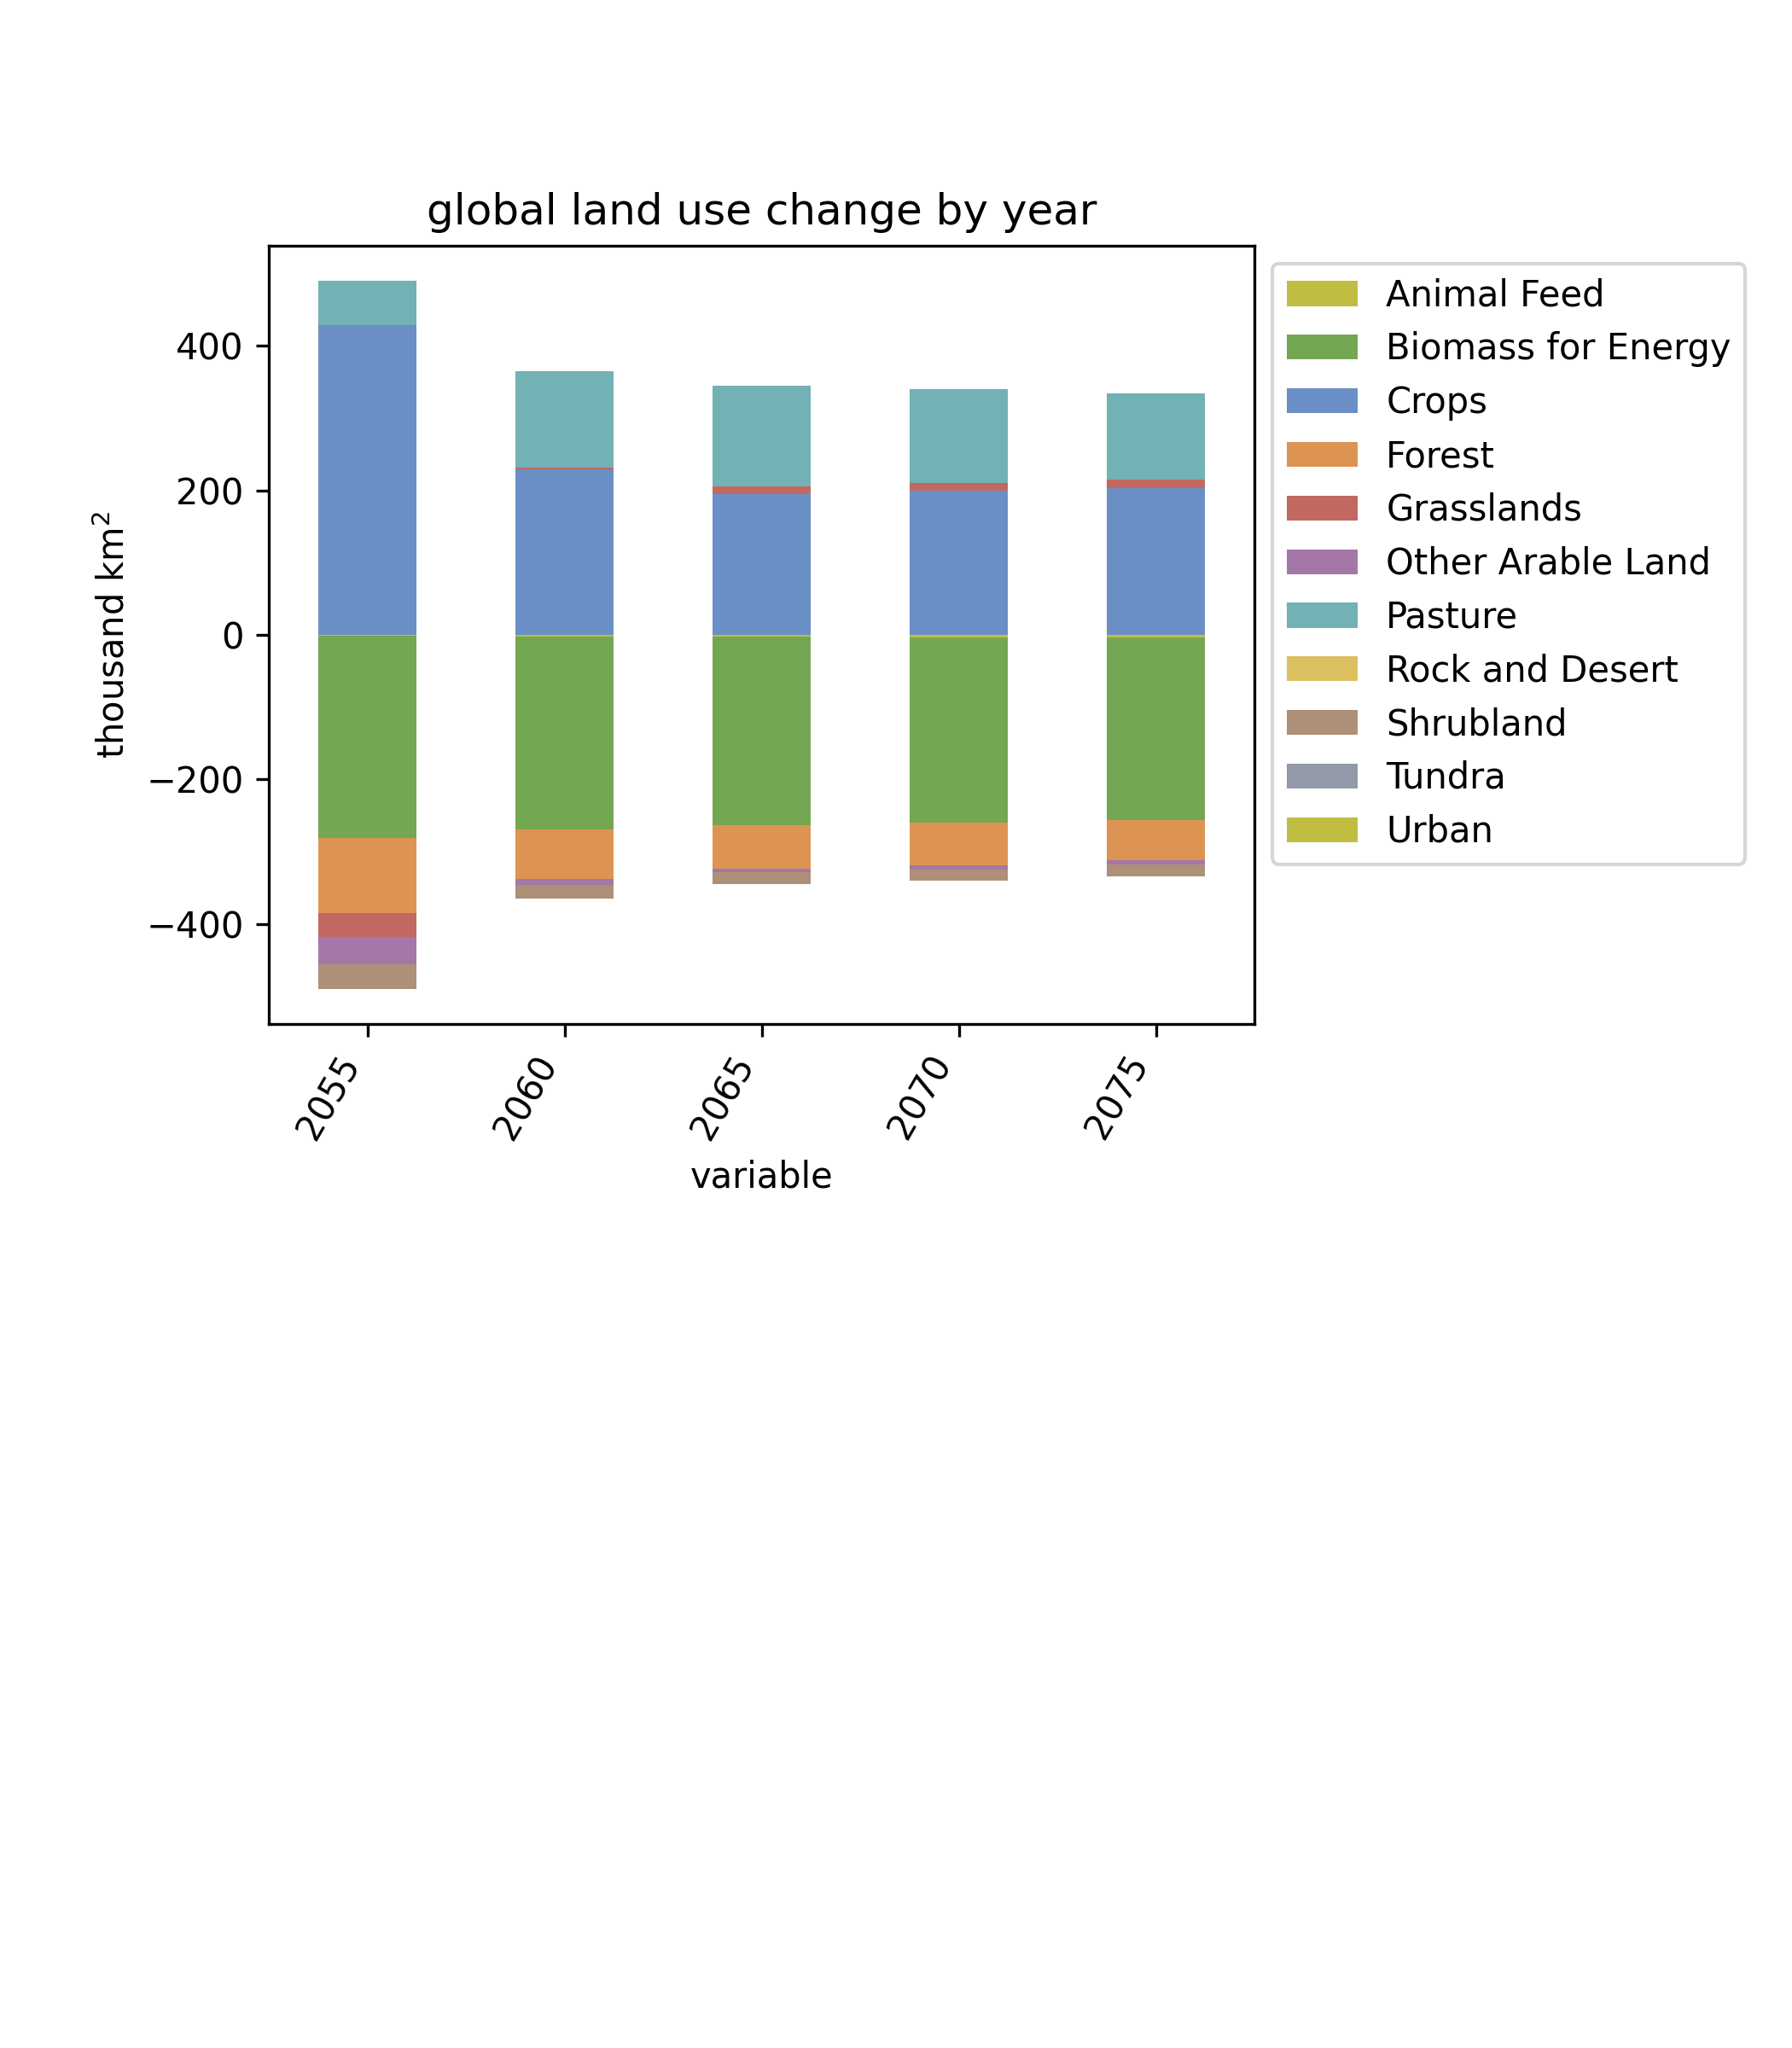 global land use change by year
thousand km²
400
200
0
−200
−400
2055
2060
2065
2070
2075
variable
Animal Feed
Biomass for Energy
Crops
Forest
Grasslands
Other Arable Land
Pasture
Rock and Desert
Shrubland
Tundra
Urban